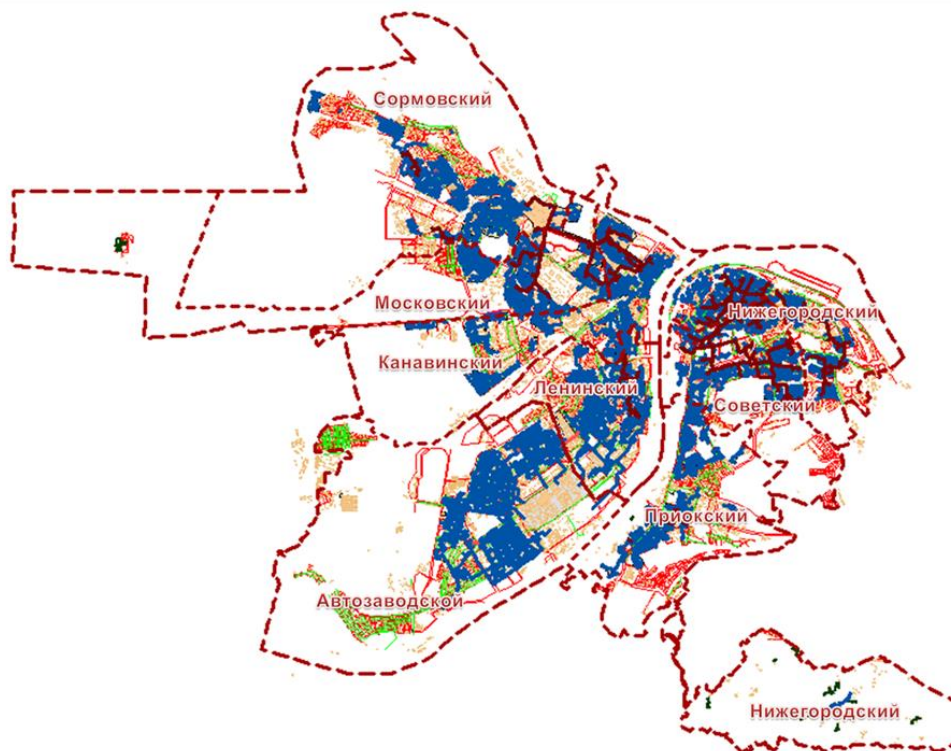 Сормовский
Московский
Нижегородский
Канавинский
Ленинский
Советский
Приокский
Автозаводской
Нижегородский